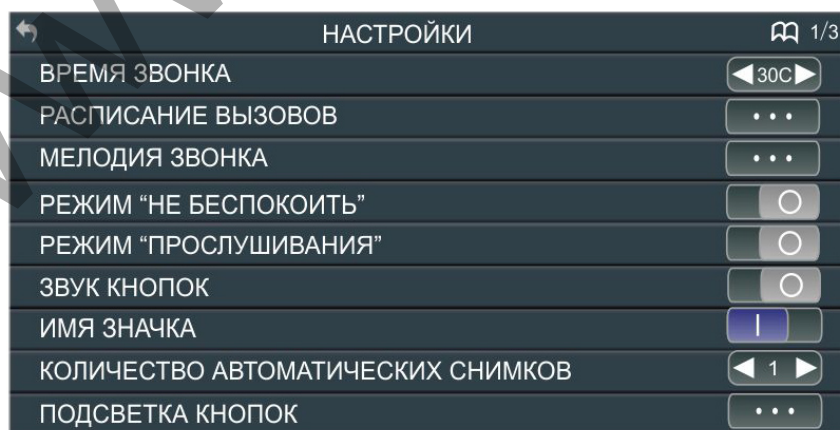 НАСТРОЙКИ 1/3
ВРЕМЯ ЗВОНКА 30С
РАСПИСАНИЕ ВЫЗОВОВ ...
МЕЛОДИЯ ЗВОНКА ...
РЕЖИМ “НЕ БЕСПОКОИТЬ”
РЕЖИМ “ПРОСЛУШИВАНИЯ”
ЗВУК КНОПОК
ИМЯ ЗНАЧКА
КОЛИЧЕСТВО АВТОМАТИЧЕСКИХ СНИМКОВ 1
ПОДСВЕТКА КНОПОК ...